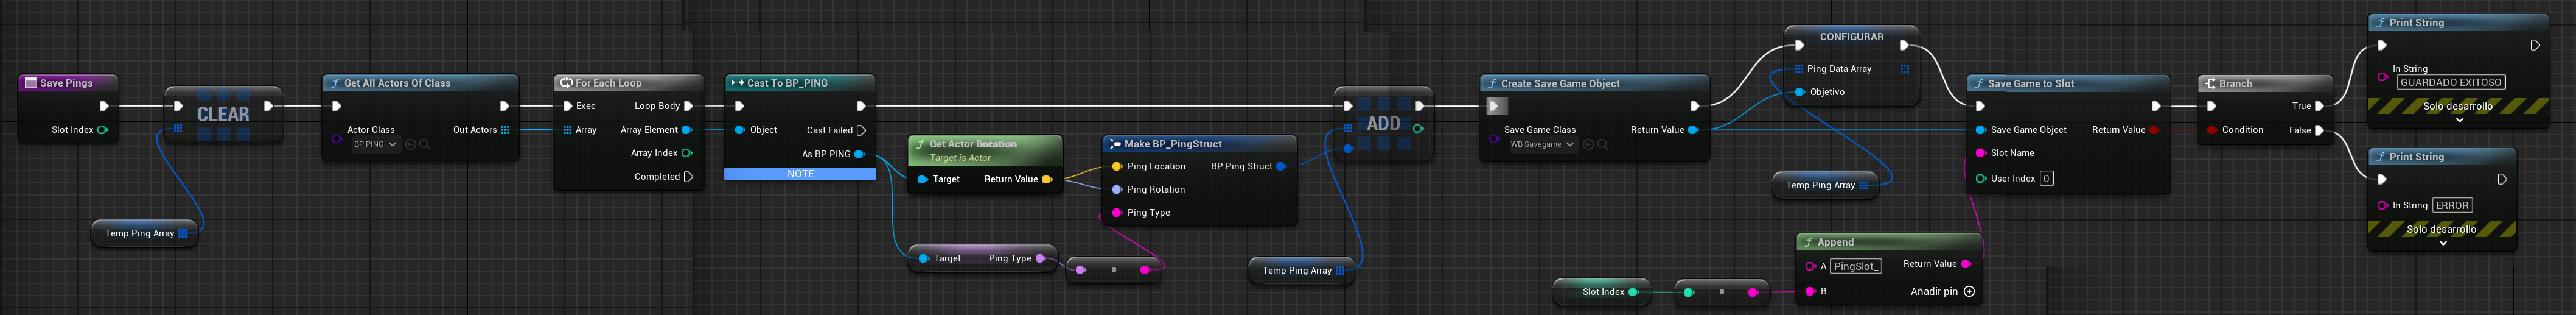 Save Pings
Slot Index
CLEAR
Temp Ping Array
Get All Actors Of Class
Actor Class
BP PING
Out Actors
For Each Loop
Exec
Loop Body
Array
Array Element
Array Index
Completed
Cast To BP_PING
Object
Cast Failed
As BP PING
NOTE
Get Actor
Target is Actor
Target
Return Value
Target
Ping Type
Make BP_PingStruct
Ping Location
BP Ping Struct
Ping Rotation
Ping Type
Temp Ping Array
ADD
Create Save Game Object
Save Game Class
WB Savegame
Return Value
CONFIGURAR
Ping Data Array
Objetivo
Temp Ping Array
Slot Index
Append
A
PingSlot_
Return Value
B
Añadir pin
Save Game to Slot
Save Game Object
Return Value
Slot Name
User Index
0
Branch
True
Condition
False
Print String
In String
GUARDADO EXITOSO
Solo desarrollo
Print String
In String
ERROR
Solo desarrollo